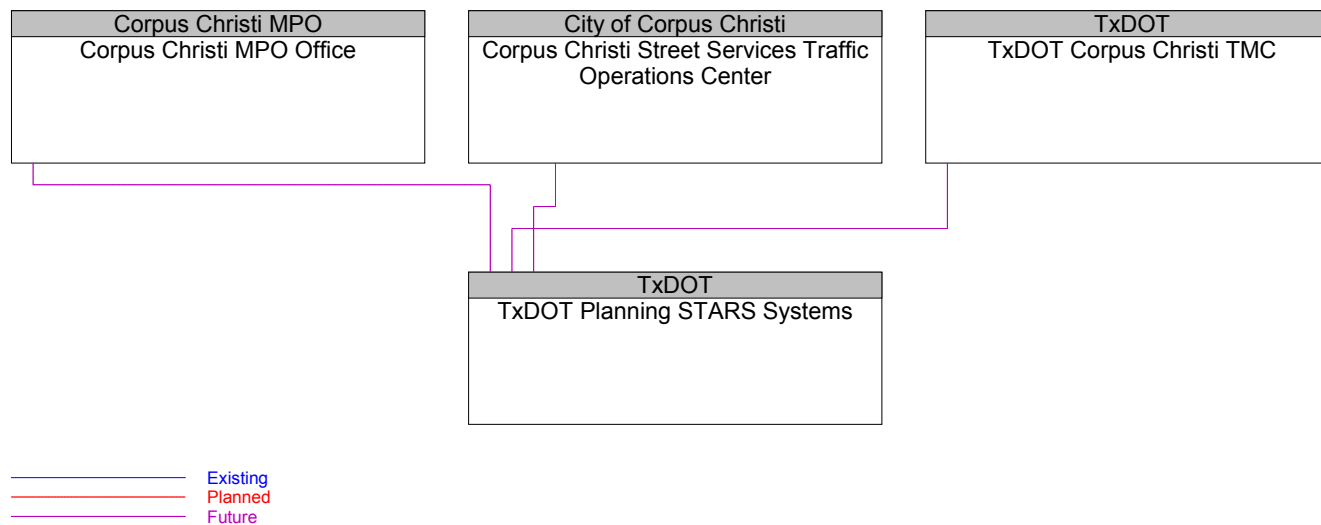 Corpus Christi MPO
Corpus Christi MPO Office
City of Corpus Christi
Corpus Christi Street Services Traffic
Operations Center
TxDOT
TxDOT Corpus Christi TMC
TxDOT
TxDOT Planning STARS Systems
Existing
Planned
Future